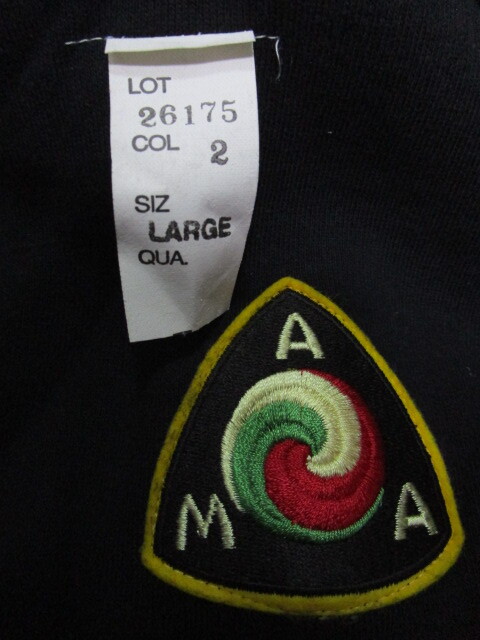 LOT
26175
COL 2
SIZ
LARGE
QUA.
A
M A